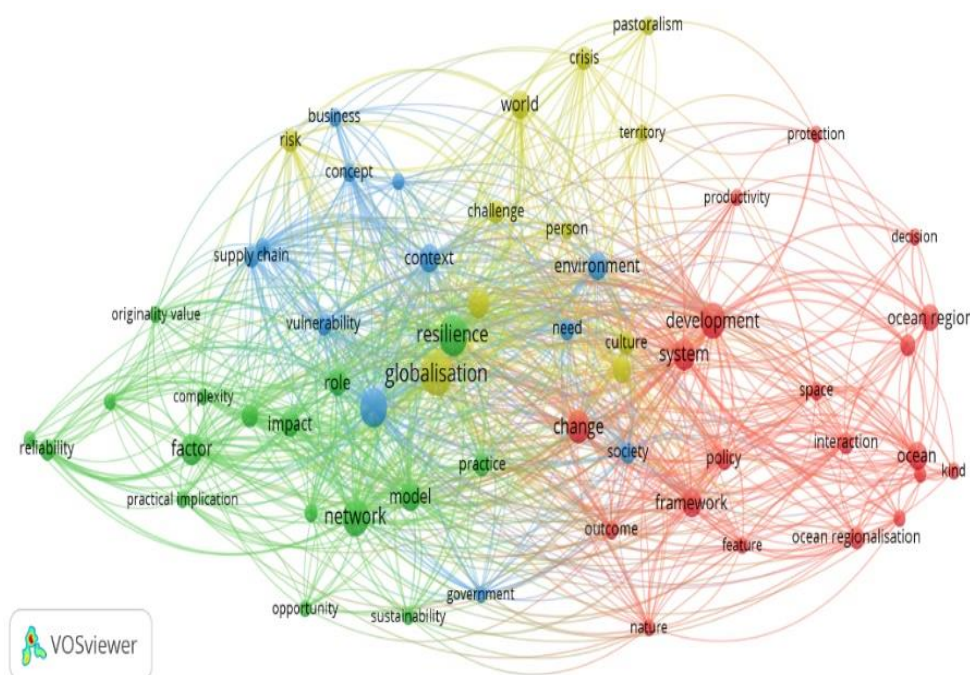 pastoralism
crisis
world
business
risk
territory
protection
concept
productivity
challenge
person
decision
supply chain
context
environment
originality value
vulnerability
resilience
need
development
ocean region
culture
system
globalisation
role
complexity
space
impact
change
factor
reliability
society
policy
interaction
ocean
practice
kind
practical implication
model
network
framework
outcome
feature
ocean regionalisation
government
opportunity
sustainability
nature
VOSviewer